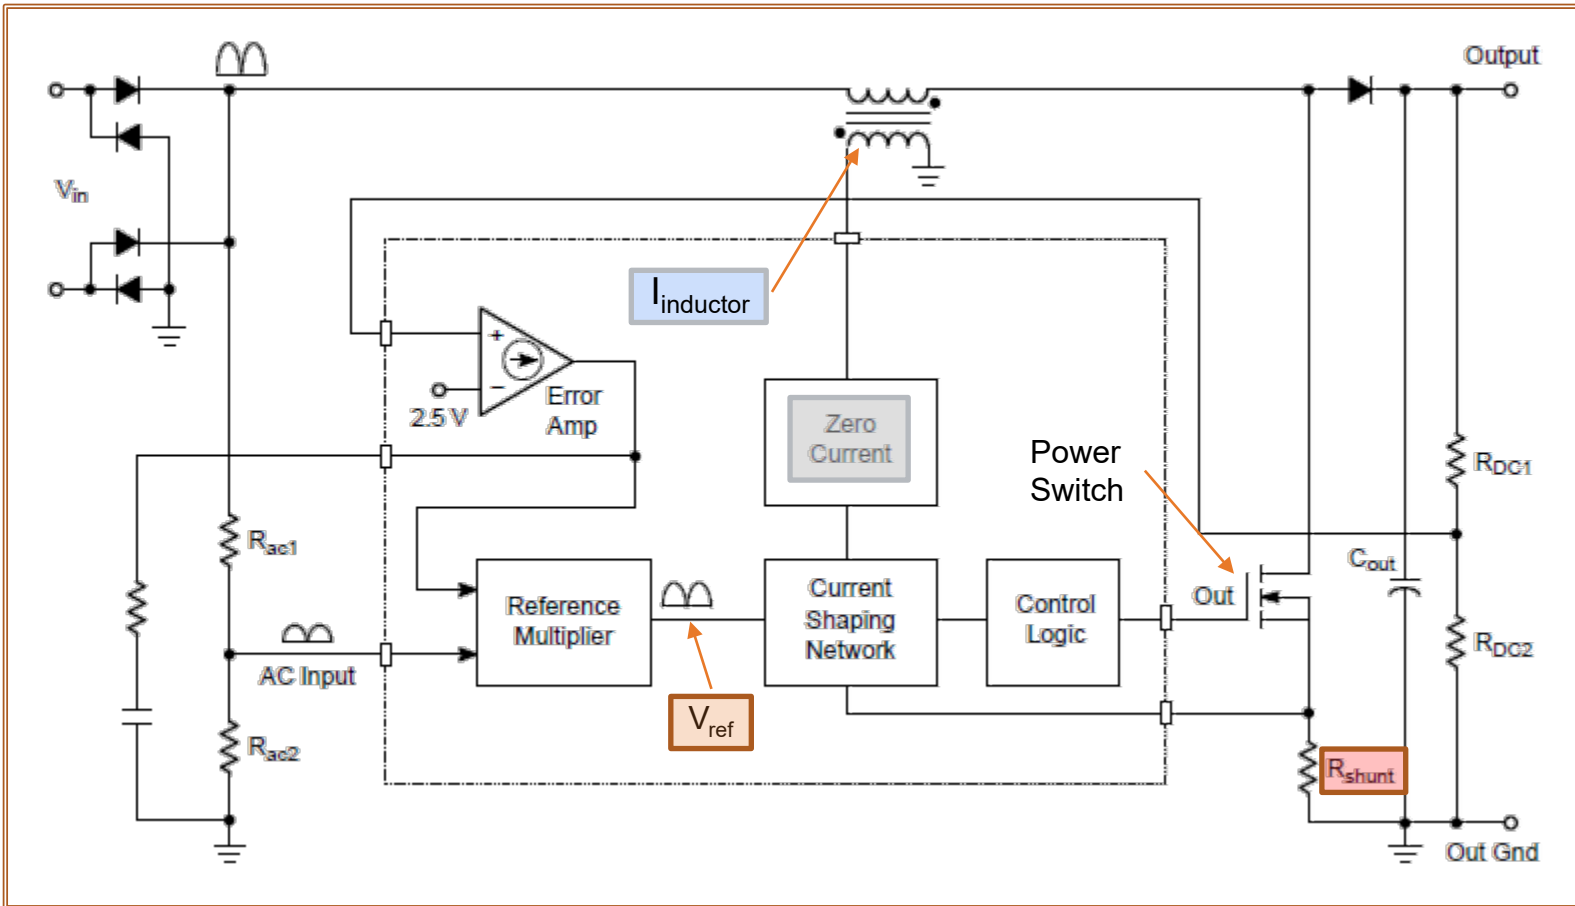 Output
Vin
Iinductor
+
−
2.5 V
Error
Amp
Zero
Current
Power
Switch
RDC1
Rac1
Cout
Reference
Multiplier
Current
Shaping
Network
Control
Logic
Out
RDC2
AC Input
Vref
Rac2
Rshunt
Out Gnd